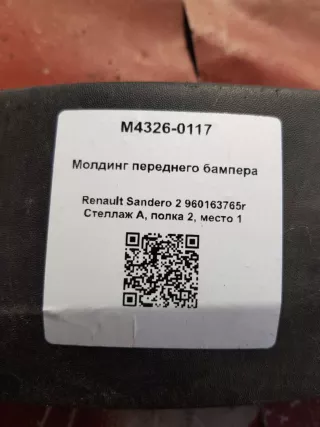 M4326-0117
Молдинг переднего бампера
Renault Sandero 2 960163765r
Стеллаж А, полка 2, место 1